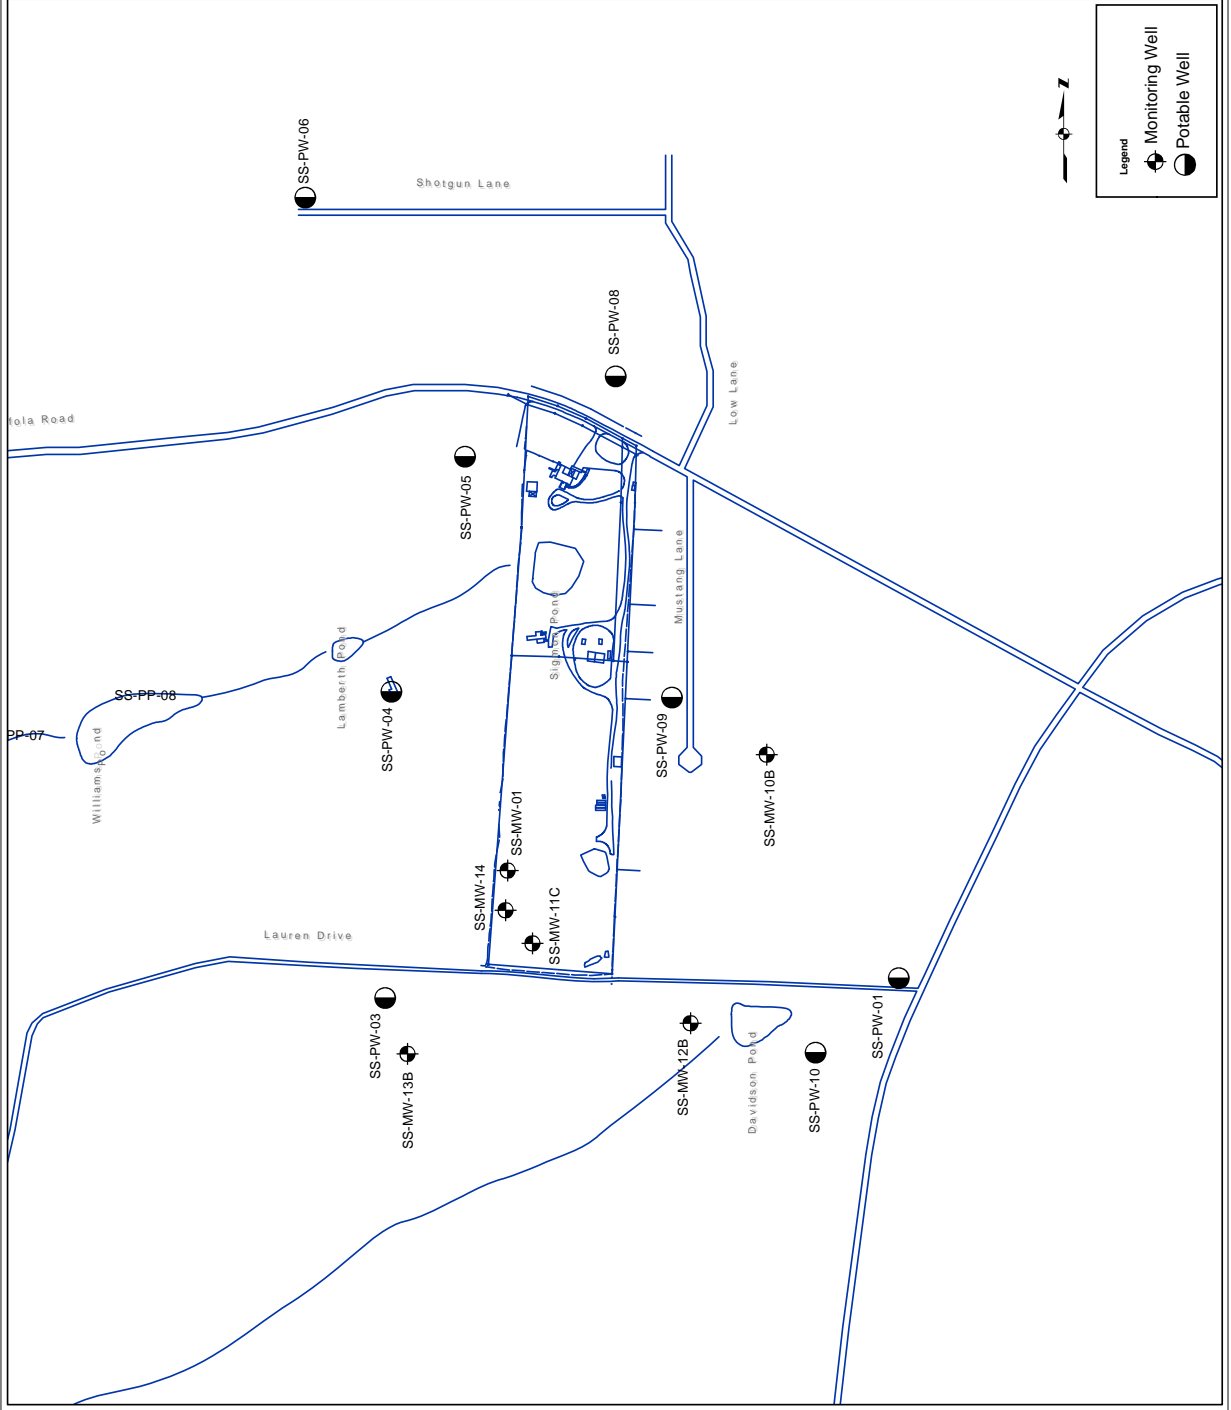 SS-PW-06
Shotgun Lane
Legend
Monitoring Well
Potable Well
N
SS-PW-08
Low Lane
SS-PW-05
SS-PP-08
PP-07
Williams Pond
Lamberth Pond
SS-PW-04
Sigmon Pond
Mustang Lane
SS-PW-09
SS-MW-10B
SS-MW-01
SS-MW-14
SS-MW-11C
Lauren Drive
SS-PW-03
SS-MW-13B
SS-MW-12B
Davidson Pond
SS-PW-10
SS-PW-01